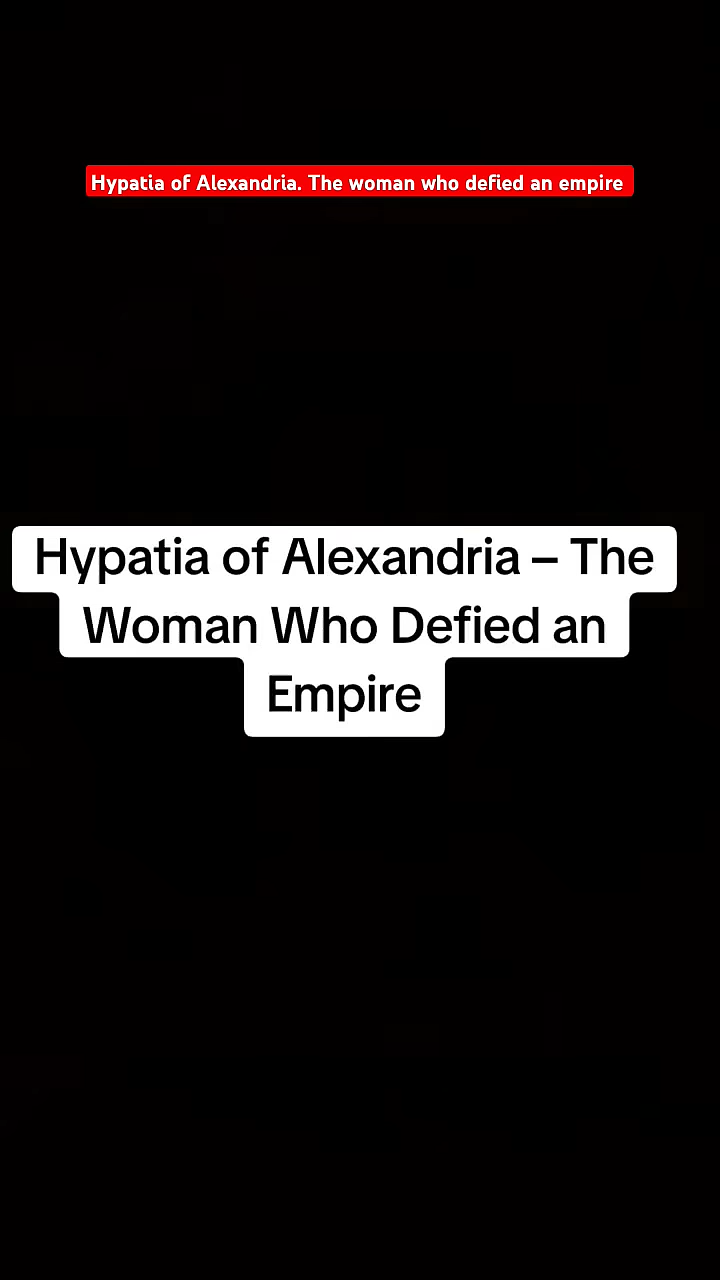 Hypatia of Alexandria. The woman who defied an empire
Hypatia of Alexandria – The
Woman Who Defied an
Empire